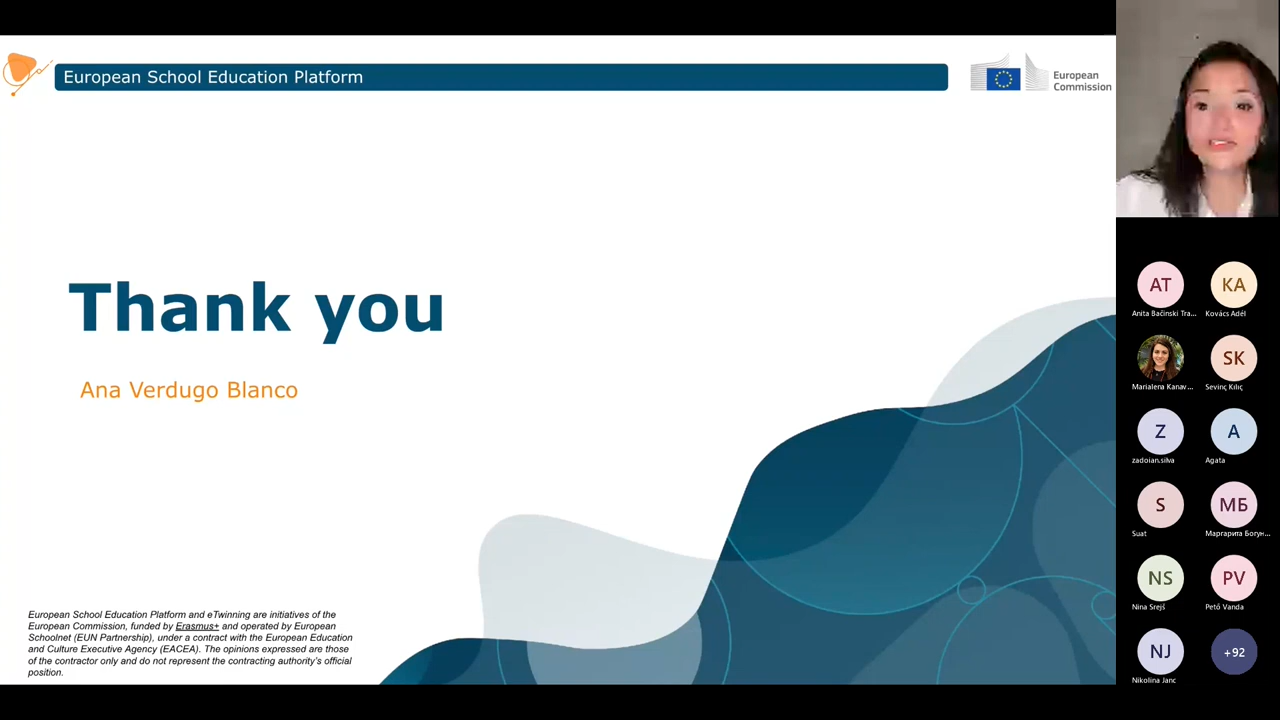 European School Education Platform
European
Commission
Thank you
Ana Verdugo Blanco
European School Education Platform and eTwinning are initiatives of the
European Commission, funded by Erasmus+ and operated by European
Schoolnet (EUN Partnership), under a contract with the European Education
and Culture Executive Agency (EACEA). The opinions expressed are those
of the contractor only and do not represent the contracting authority's official
position.
AT
KA
Anita Bačinski Tra...
Kovács Adél
SK
Marialena Kanav...
Sevinç Kılıç
Z
A
zadoian.silva
Agata
S
МБ
Suat
Маргарита Богун...
NS
PV
Nina Srejš
Pető Vanda
NJ
+92
Nikolina Janc